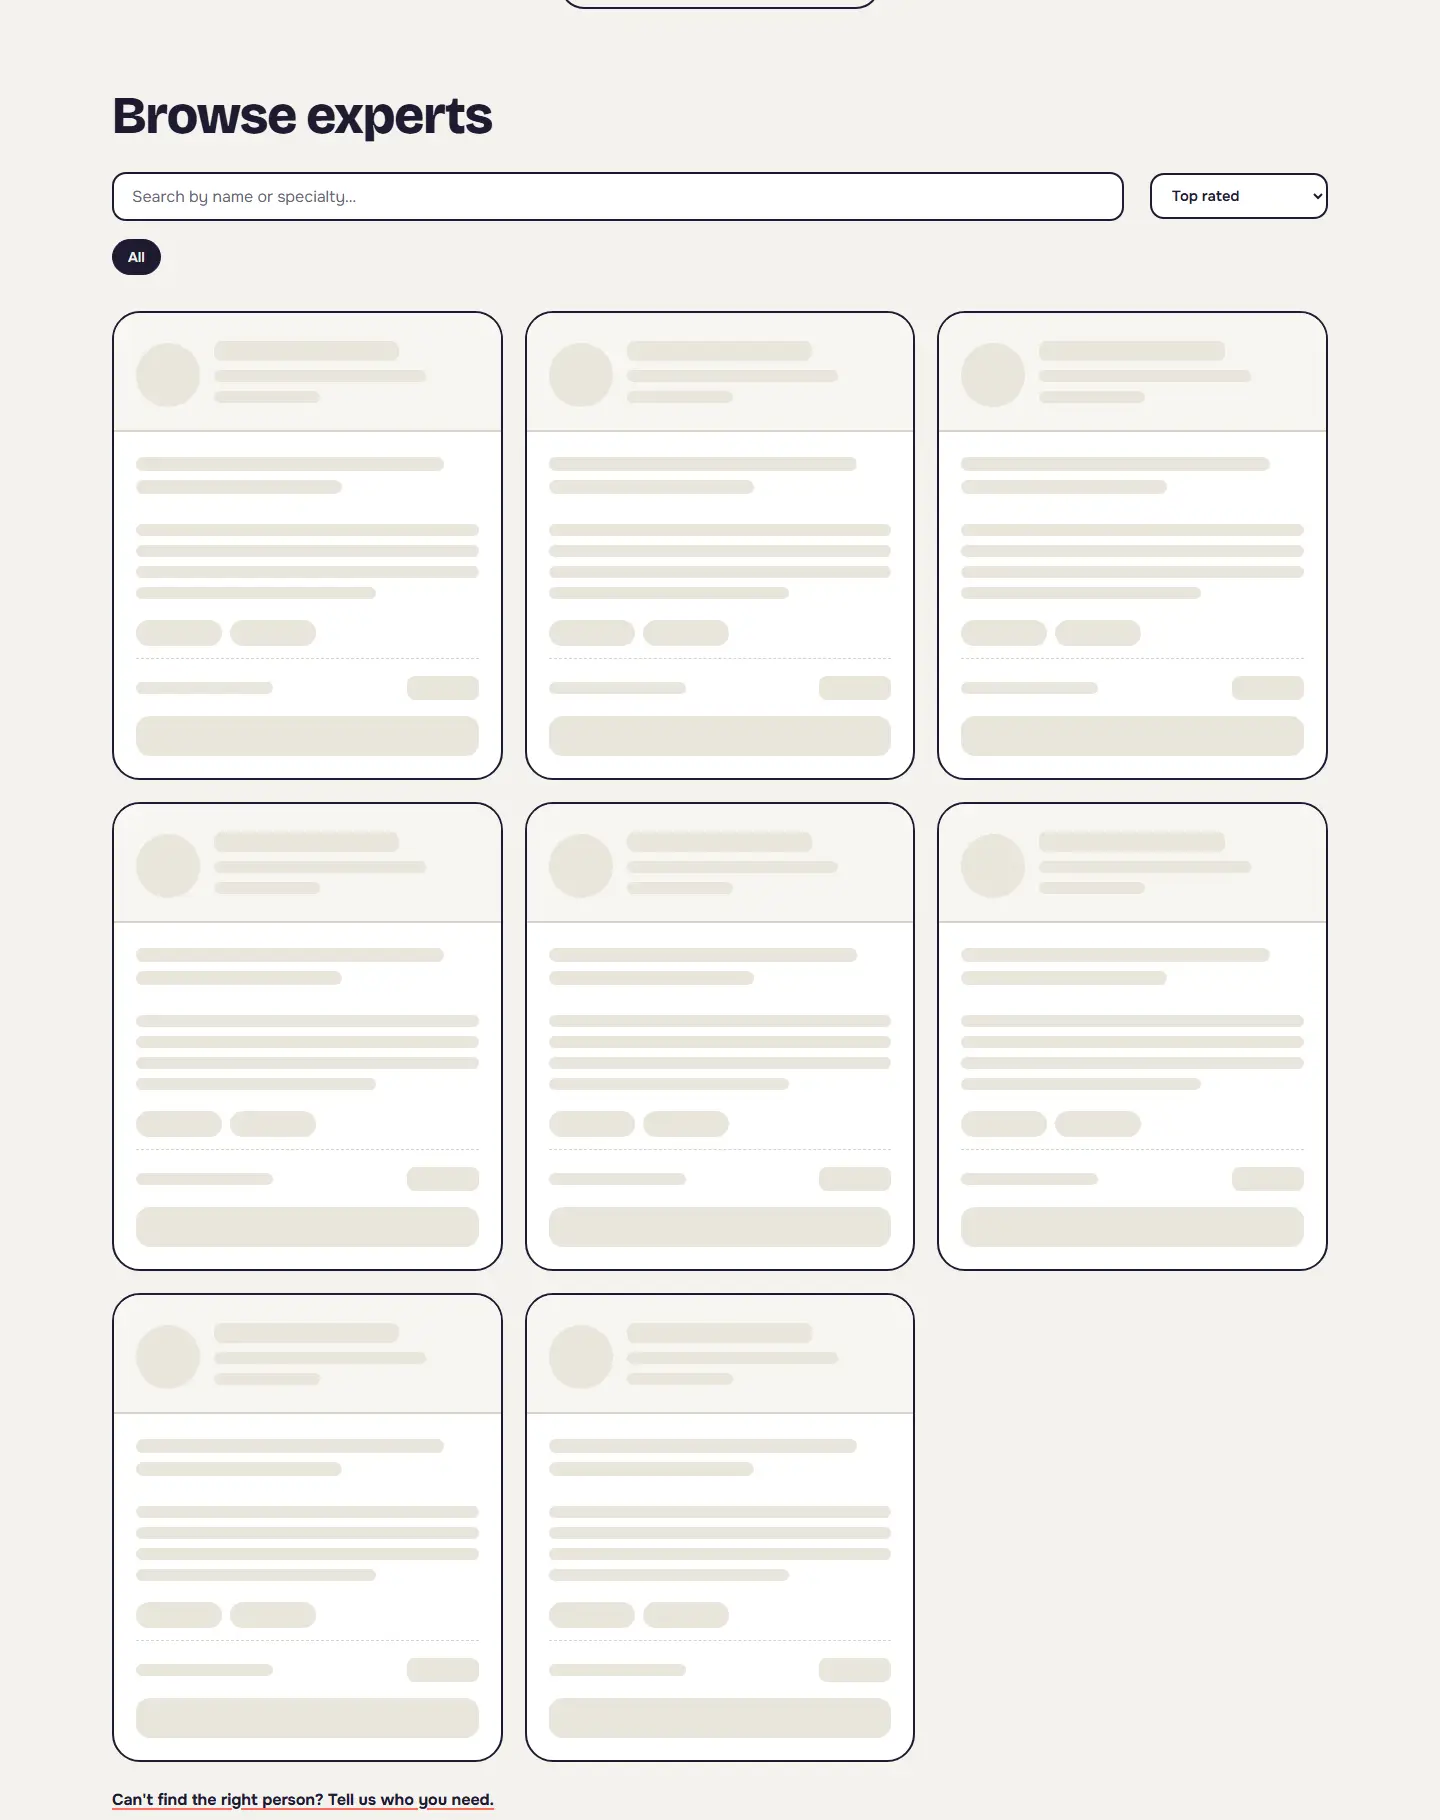 Browse experts
Search by name or specialty...
Top rated
All
Can't find the right person? Tell us who you need.